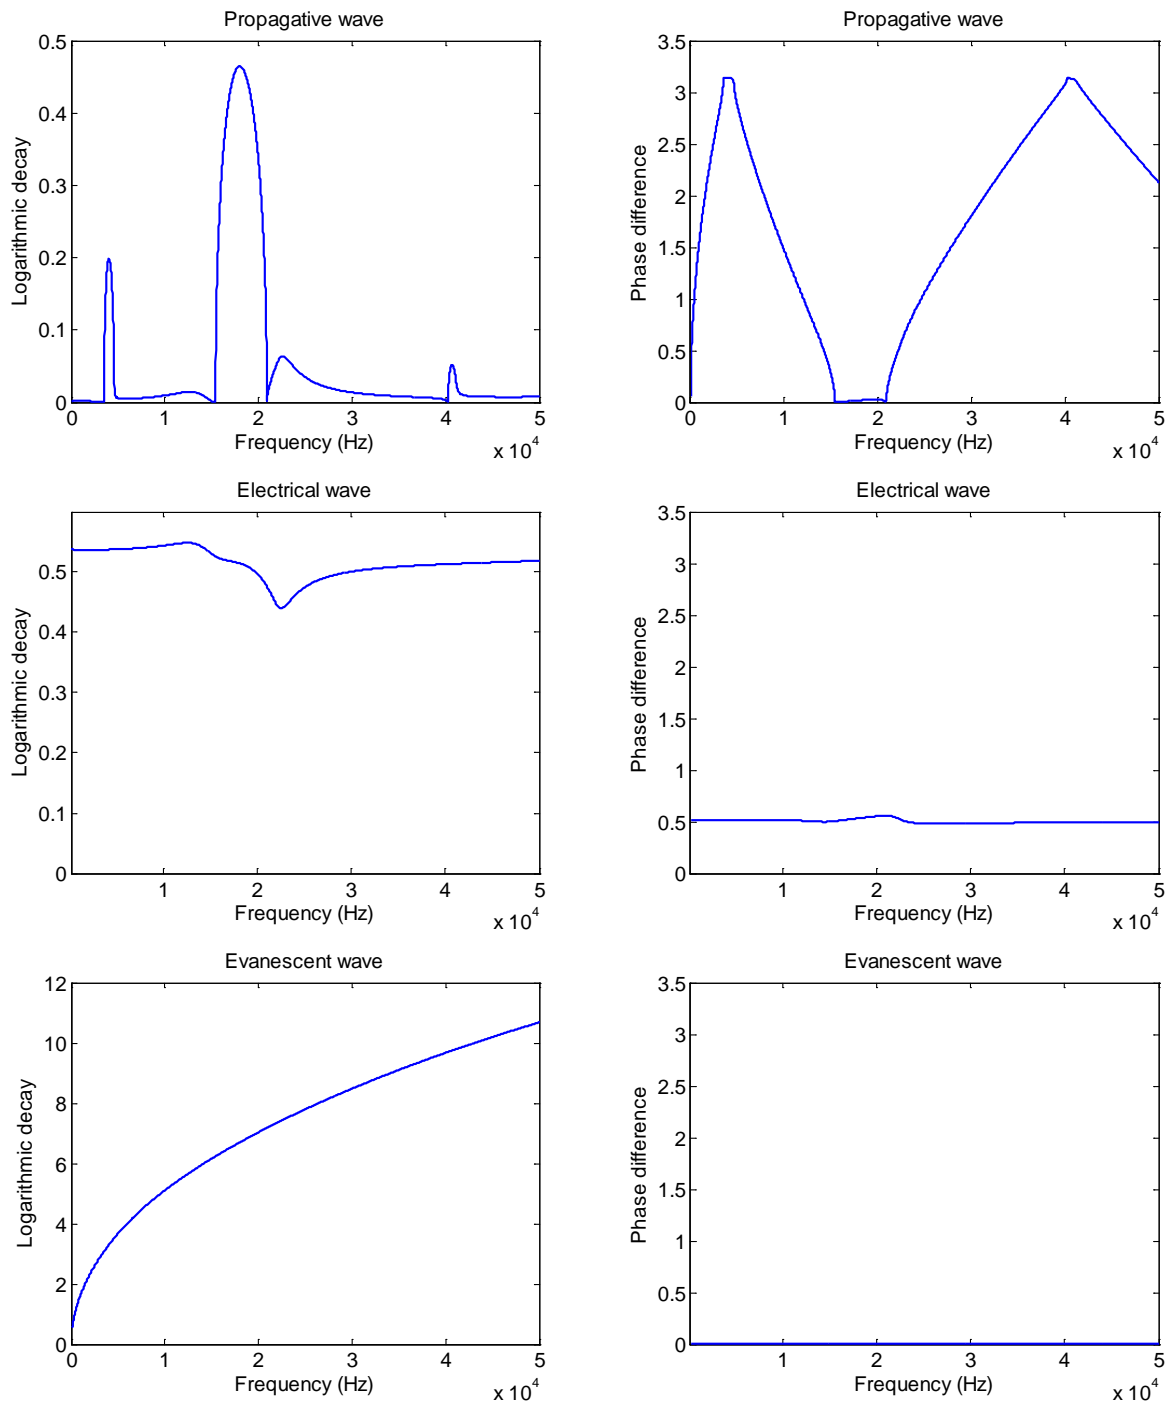 Propagative wave
0.5
0.4
0.3
0.2
0.1
0
Logarithmic decay
0 1 2 3 4 5
Frequency (Hz)
x 10^4
Propagative wave
3.5
3
2.5
2
1.5
1
0.5
0
Phase difference
0 1 2 3 4 5
Frequency (Hz)
x 10^4
Electrical wave
0.5
0.4
0.3
0.2
0.1
0
Logarithmic decay
1 2 3 4 5
Frequency (Hz)
x 10^4
Electrical wave
3.5
3
2.5
2
1.5
1
0.5
0
Phase difference
1 2 3 4 5
Frequency (Hz)
x 10^4
Evanescent wave
12
10
8
6
4
2
0
Logarithmic decay
0 1 2 3 4 5
Frequency (Hz)
x 10^4
Evanescent wave
3.5
3
2.5
2
1.5
1
0.5
0
Phase difference
1 2 3 4 5
Frequency (Hz)
x 10^4